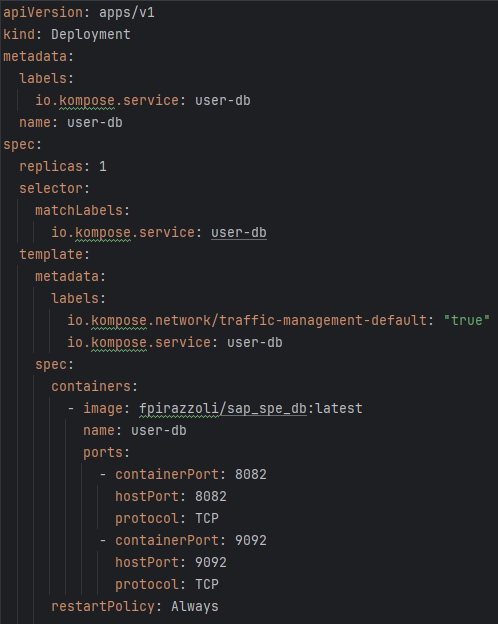 apiVersion: apps/v1
kind: Deployment
metadata:
  labels:
    io.kompose.service: user-db
  name: user-db
spec:
  replicas: 1
  selector:
    matchLabels:
      io.kompose.service: user-db
  template:
    metadata:
      labels:
        io.kompose.network/traffic-management-default: "true"
        io.kompose.service: user-db
    spec:
      containers:
        - image: fpirazzoli/sap_spe_db:latest
          name: user-db
          ports:
            - containerPort: 8082
              hostPort: 8082
              protocol: TCP
            - containerPort: 9092
              hostPort: 9092
              protocol: TCP
      restartPolicy: Always